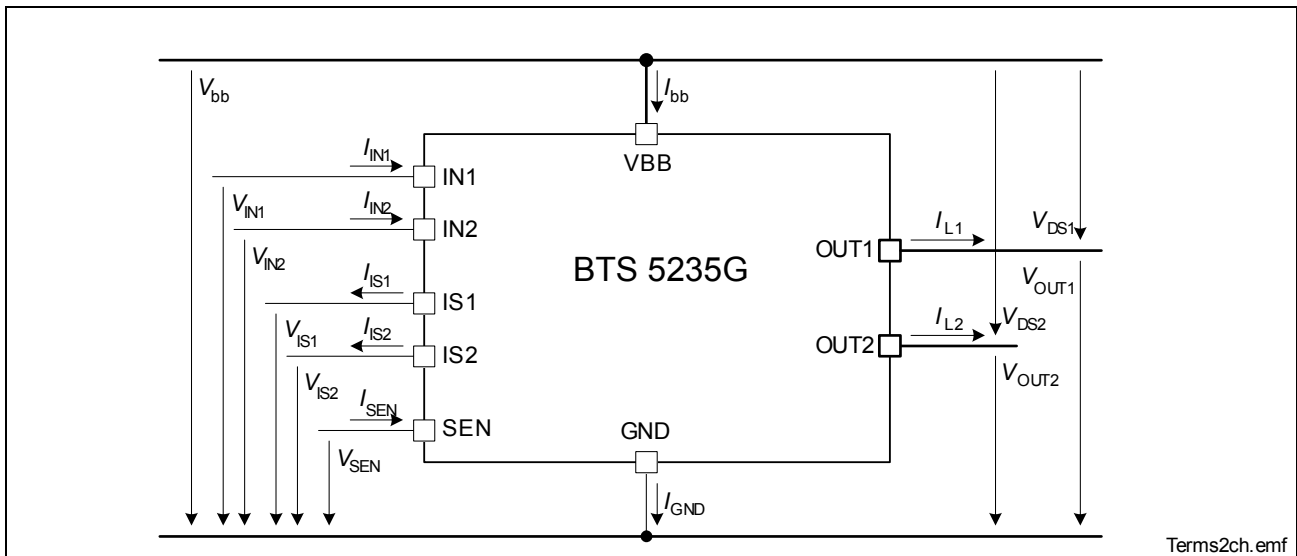 V_bb
I_bb
VBB
I_IN1
IN1
V_IN1
I_IN2
IN2
V_IN2
I_IS1
IS1
V_IS1
I_IS2
IS2
V_IS2
I_SEN
SEN
V_SEN
BTS 5235G
GND
I_GND
OUT1
I_L1
V_DS1
V_OUT1
OUT2
I_L2
V_DS2
V_OUT2
Terms2ch.emf